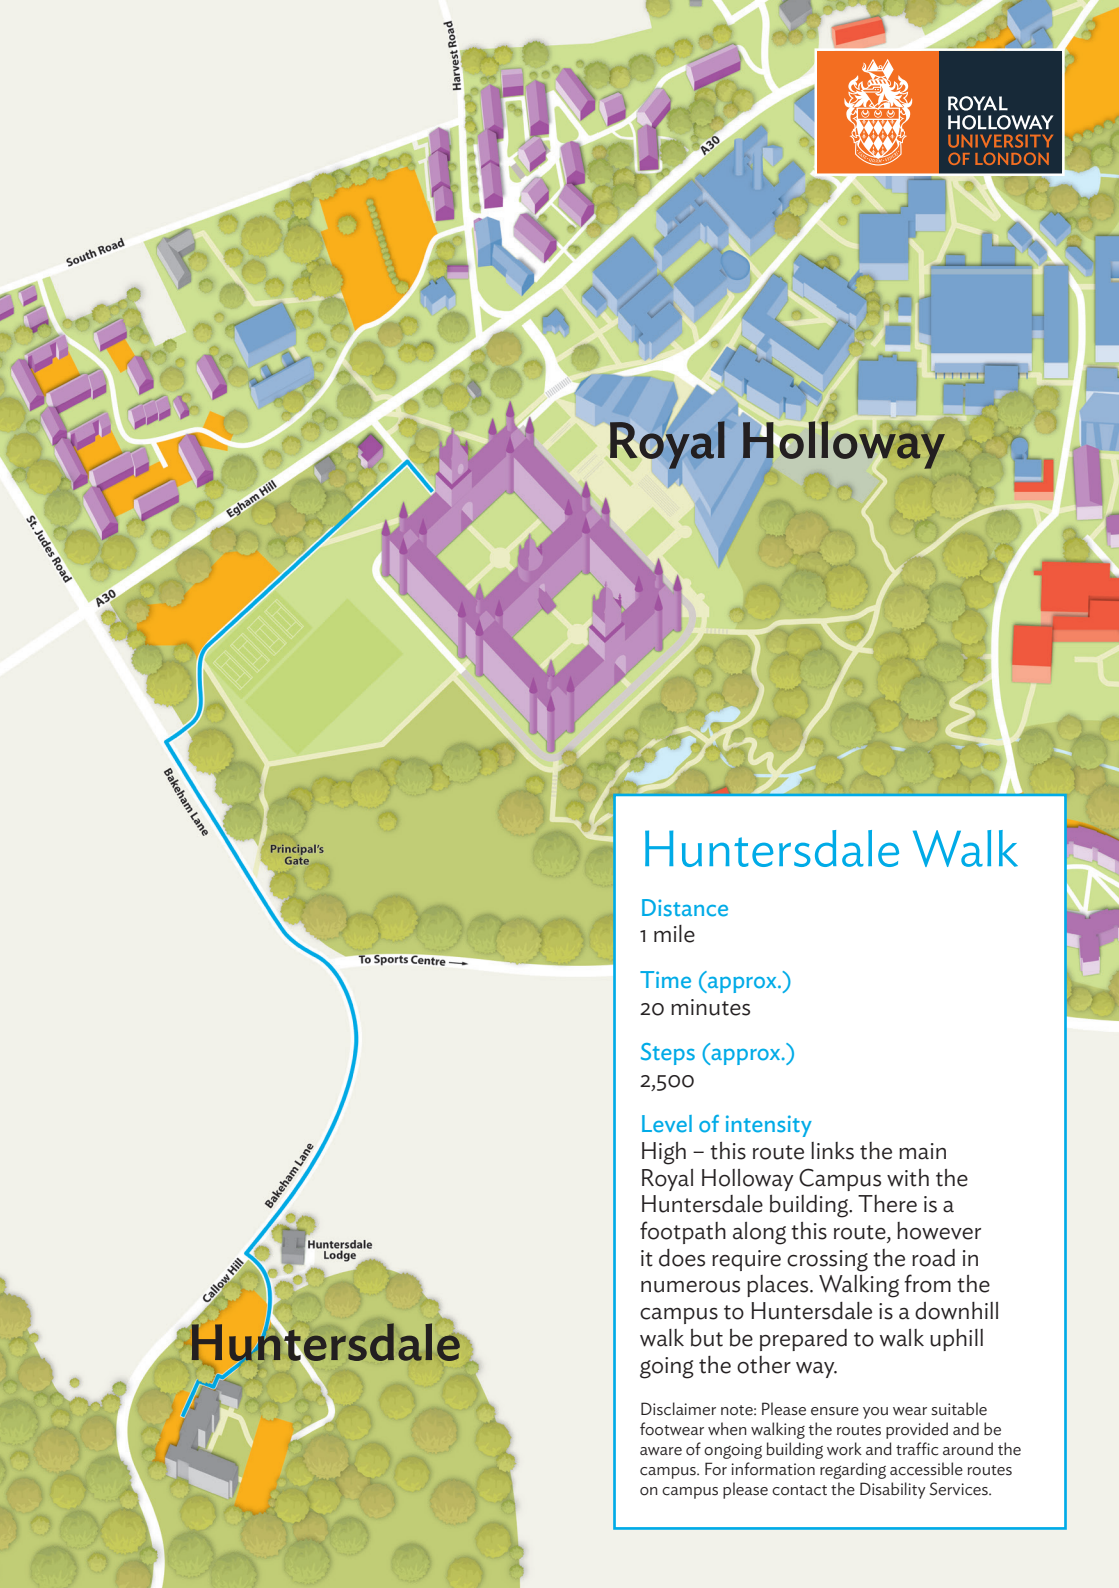 Harvest Road
ROYAL
HOLLOWAY
UNIVERSITY
OF LONDON
A30
South Road
Royal Holloway
Egham Hill
St. Judes Road
A30
Bakeham Lane
Principal's
Gate
To Sports Centre
Bakeham Lane
Huntersdale
Lodge
Callow Hill
Huntersdale
Huntersdale Walk
Distance
1 mile
Time (approx.)
20 minutes
Steps (approx.)
2,500
Level of intensity
High – this route links the main
Royal Holloway Campus with the
Huntersdale building. There is a
footpath along this route, however
it does require crossing the road in
numerous places. Walking from the
campus to Huntersdale is a downhill
walk but be prepared to walk uphill
going the other way.
Disclaimer note: Please ensure you wear suitable
footwear when walking the routes provided and be
aware of ongoing building work and traffic around the
campus. For information regarding accessible routes
on campus please contact the Disability Services.